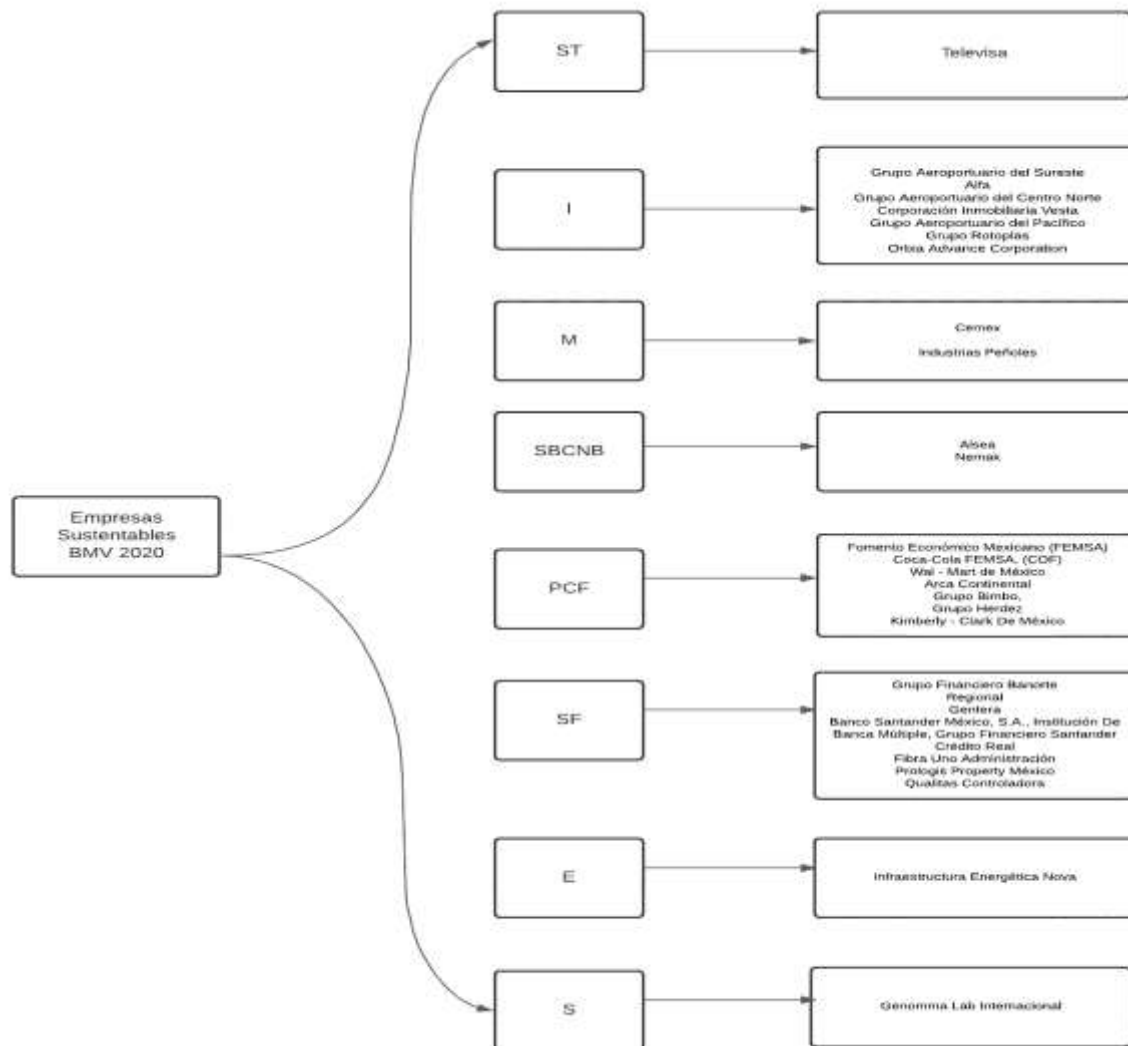 ST
Televisa
I
Grupo Aeroportuario del Sureste
Alfa
Grupo Aeroportuario del Centro Norte
Corporación Inmobiliaria Vesta
Grupo Aeroportuario del Pacífico
Grupo Rotoplas
Orbia Advance Corporation
M
Cemex
Industrias Peñoles
SBCNB
Alsea
Nemak
Empresas
Sustentables
BMV 2020
PCF
Fomento Económico Mexicano (FEMSA)
Coca-Cola FEMSA, (COF)
Wal - Mart de México
Arca Continental
Grupo Bimbo,
Grupo Herdez
Kimberly - Clark De México
SF
Grupo Financiero Banorte
Regional
Gentera
Banco Santander México, S.A., Institución De
Banca Múltiple, Grupo Financiero Santander
Crédito Real
Fibra Uno Administración
Prologis Property México
Qualitas Controladora
E
Infraestructura Energética Nova
S
Genomma Lab Internacional